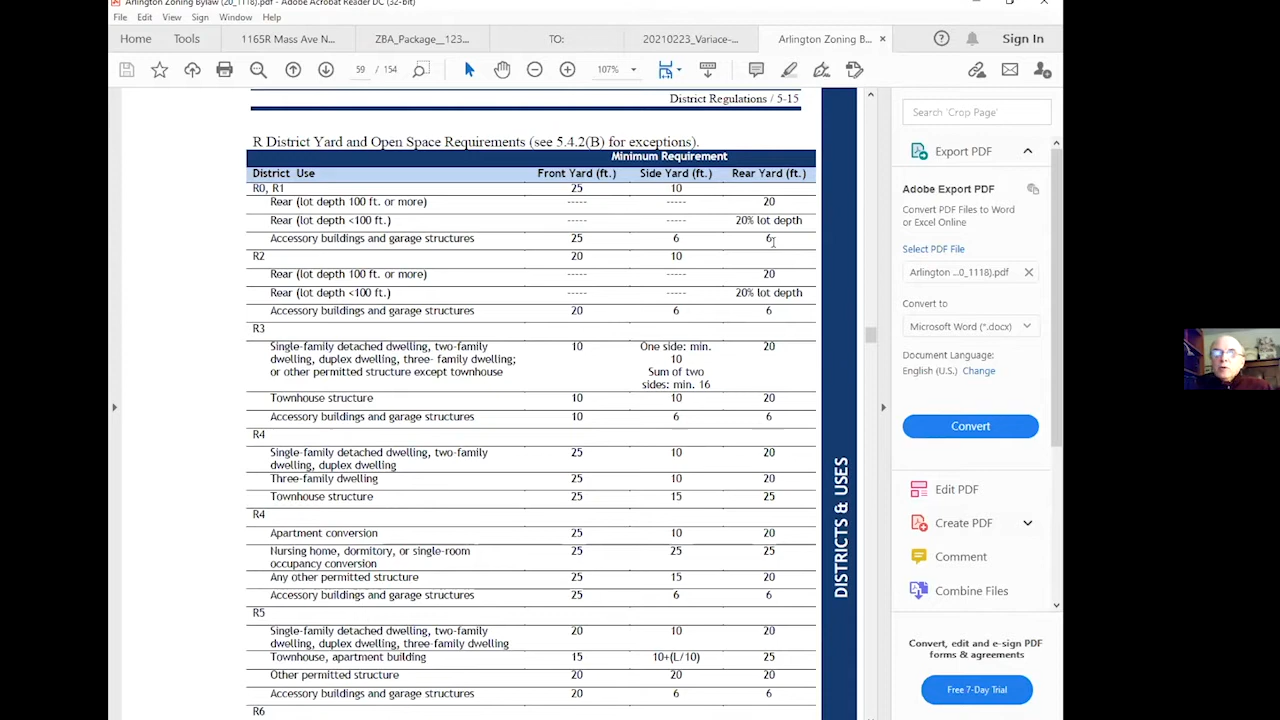 Arlington Zoning Bylaw (20_1118).pdf - Adobe Acrobat Reader DC (32-bit)
File Edit View Sign Window Help
Home Tools 1165R Mass Ave N... ZBA_Package__123... TO: 20210223_Variace-... Arlington Zoning B... Sign In
59 / 154 107%
District Regulations / 5-15
R District Yard and Open Space Requirements (see 5.4.2(B) for exceptions).
Minimum Requirement
District Use Front Yard (ft.) Side Yard (ft.) Rear Yard (ft.)
R0, R1 25 10
Rear (lot depth 100 ft. or more) ----- ----- 20
Rear (lot depth <100 ft.) ----- ----- 20% lot depth
Accessory buildings and garage structures 25 6 6
R2 20 10
Rear (lot depth 100 ft. or more) ----- ----- 20
Rear (lot depth <100 ft.) ----- ----- 20% lot depth
Accessory buildings and garage structures 20 6 6
R3
Single-family detached dwelling, two-family 10 One side: min. 20
dwelling, duplex dwelling, three- family dwelling; 10
or other permitted structure except townhouse Sum of two
sides: min. 16
Townhouse structure 10 10 20
Accessory buildings and garage structures 10 6 6
R4
Single-family detached dwelling, two-family 25 10 20
dwelling, duplex dwelling
Three-family dwelling 25 10 20
Townhouse structure 25 15 25
R4
Apartment conversion 25 10 20
Nursing home, dormitory, or single-room 25 25 25
occupancy conversion
Any other permitted structure 25 15 20
Accessory buildings and garage structures 25 6 6
R5
Single-family detached dwelling, two-family 20 10 20
dwelling, duplex dwelling, three-family dwelling
Townhouse, apartment building 15 10+(L/10) 25
Other permitted structure 20 20 20
Accessory buildings and garage structures 20 6 6
R6
DISTRICTS & USES
Search 'Crop Page'
Export PDF
Adobe Export PDF
Convert PDF Files to Word
or Excel Online
Select PDF File
Arlington ...0_1118).pdf
Convert to
Microsoft Word (*.docx)
Document Language:
English (U.S.) Change
Convert
Edit PDF
Create PDF
Comment
Combine Files
Convert, edit and e-sign PDF
forms & agreements
Free 7-Day Trial